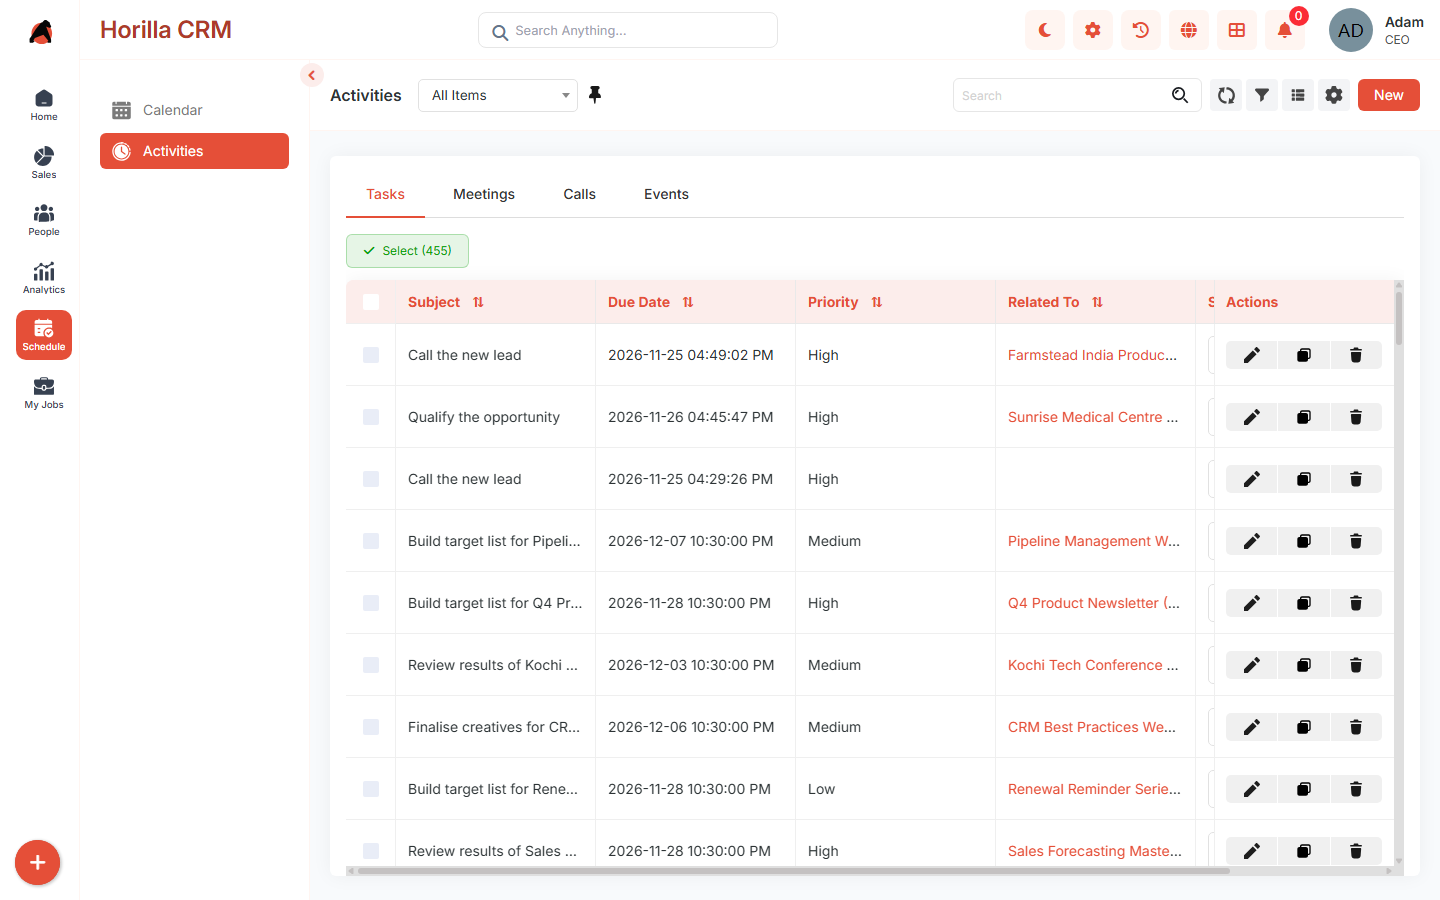 Horilla CRM
Search Anything...
0
AD
Adam
CEO
Home
Sales
People
Analytics
Schedule
My Jobs
Calendar
Activities
Activities
All Items
Search
New
Tasks
Meetings
Calls
Events
Select (455)
Subject Due Date Priority Related To S Actions
Call the new lead 2026-11-25 04:49:02 PM High Farmstead India Produc...
Qualify the opportunity 2026-11-26 04:45:47 PM High Sunrise Medical Centre ...
Call the new lead 2026-11-25 04:29:26 PM High
Build target list for Pipeli... 2026-12-07 10:30:00 PM Medium Pipeline Management W...
Build target list for Q4 Pr... 2026-11-28 10:30:00 PM High Q4 Product Newsletter (...
Review results of Kochi ... 2026-12-03 10:30:00 PM Medium Kochi Tech Conference ...
Finalise creatives for CR... 2026-12-06 10:30:00 PM Medium CRM Best Practices We...
Build target list for Rene... 2026-11-28 10:30:00 PM Low Renewal Reminder Serie...
Review results of Sales ... 2026-11-28 10:30:00 PM High Sales Forecasting Maste...